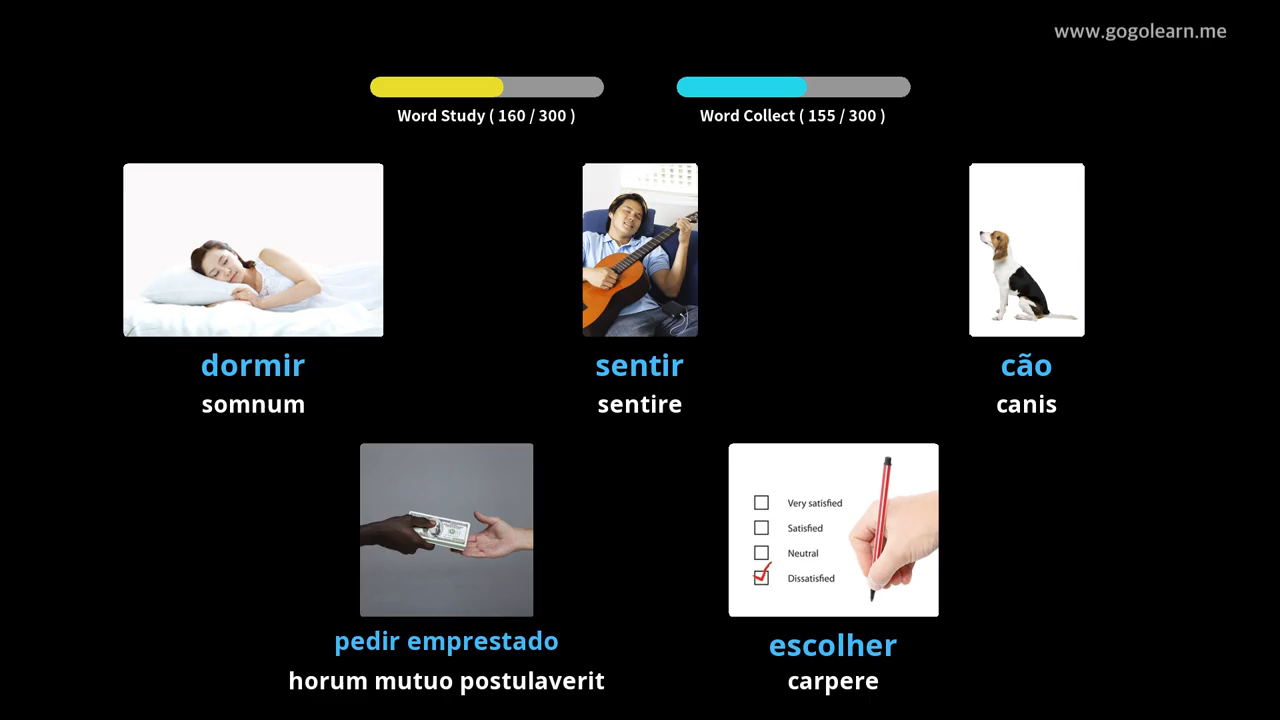 www.gogolearn.me
Word Study ( 160 / 300 )
Word Collect ( 155 / 300 )
dormir
somnum
sentir
sentire
cão
canis
pedir emprestado
horum mutuo postulaverit
Very satisfied
Satisfied
Neutral
Dissatisfied
escolher
carpere